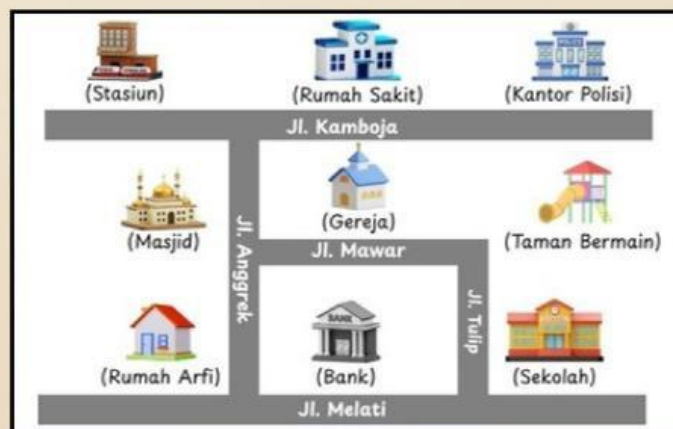 (Stasiun)
(Rumah Sakit)
POLICE
(Kantor Polisi)
Jl. Kamboja
(Masjid)
Jl. Anggrek
(Gereja)
(Taman Bermain)
Jl. Mawar
(Rumah Arfi)
BANK
(Bank)
Jl. Tulip
(Sekolah)
Jl. Melati